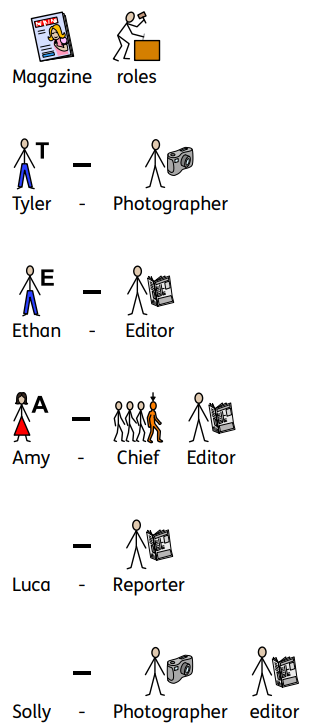 Magazine roles
T
Tyler - Photographer
E
Ethan - Editor
A
Amy - Chief Editor
Luca - Reporter
Solly - Photographer editor